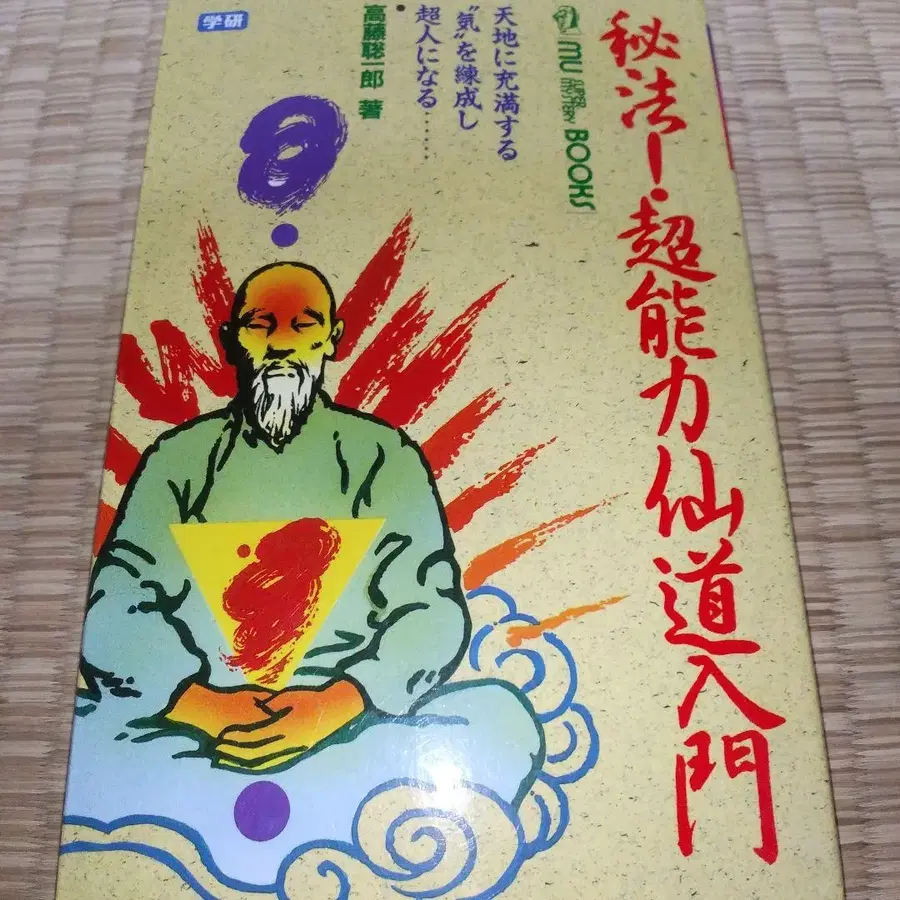 秘法!超能力仙道入門
MU SUPER MYSTERY BOOKS
天地に充満する
〝気〟を練成し
超人になる……
●高藤聡一郎 著
学研